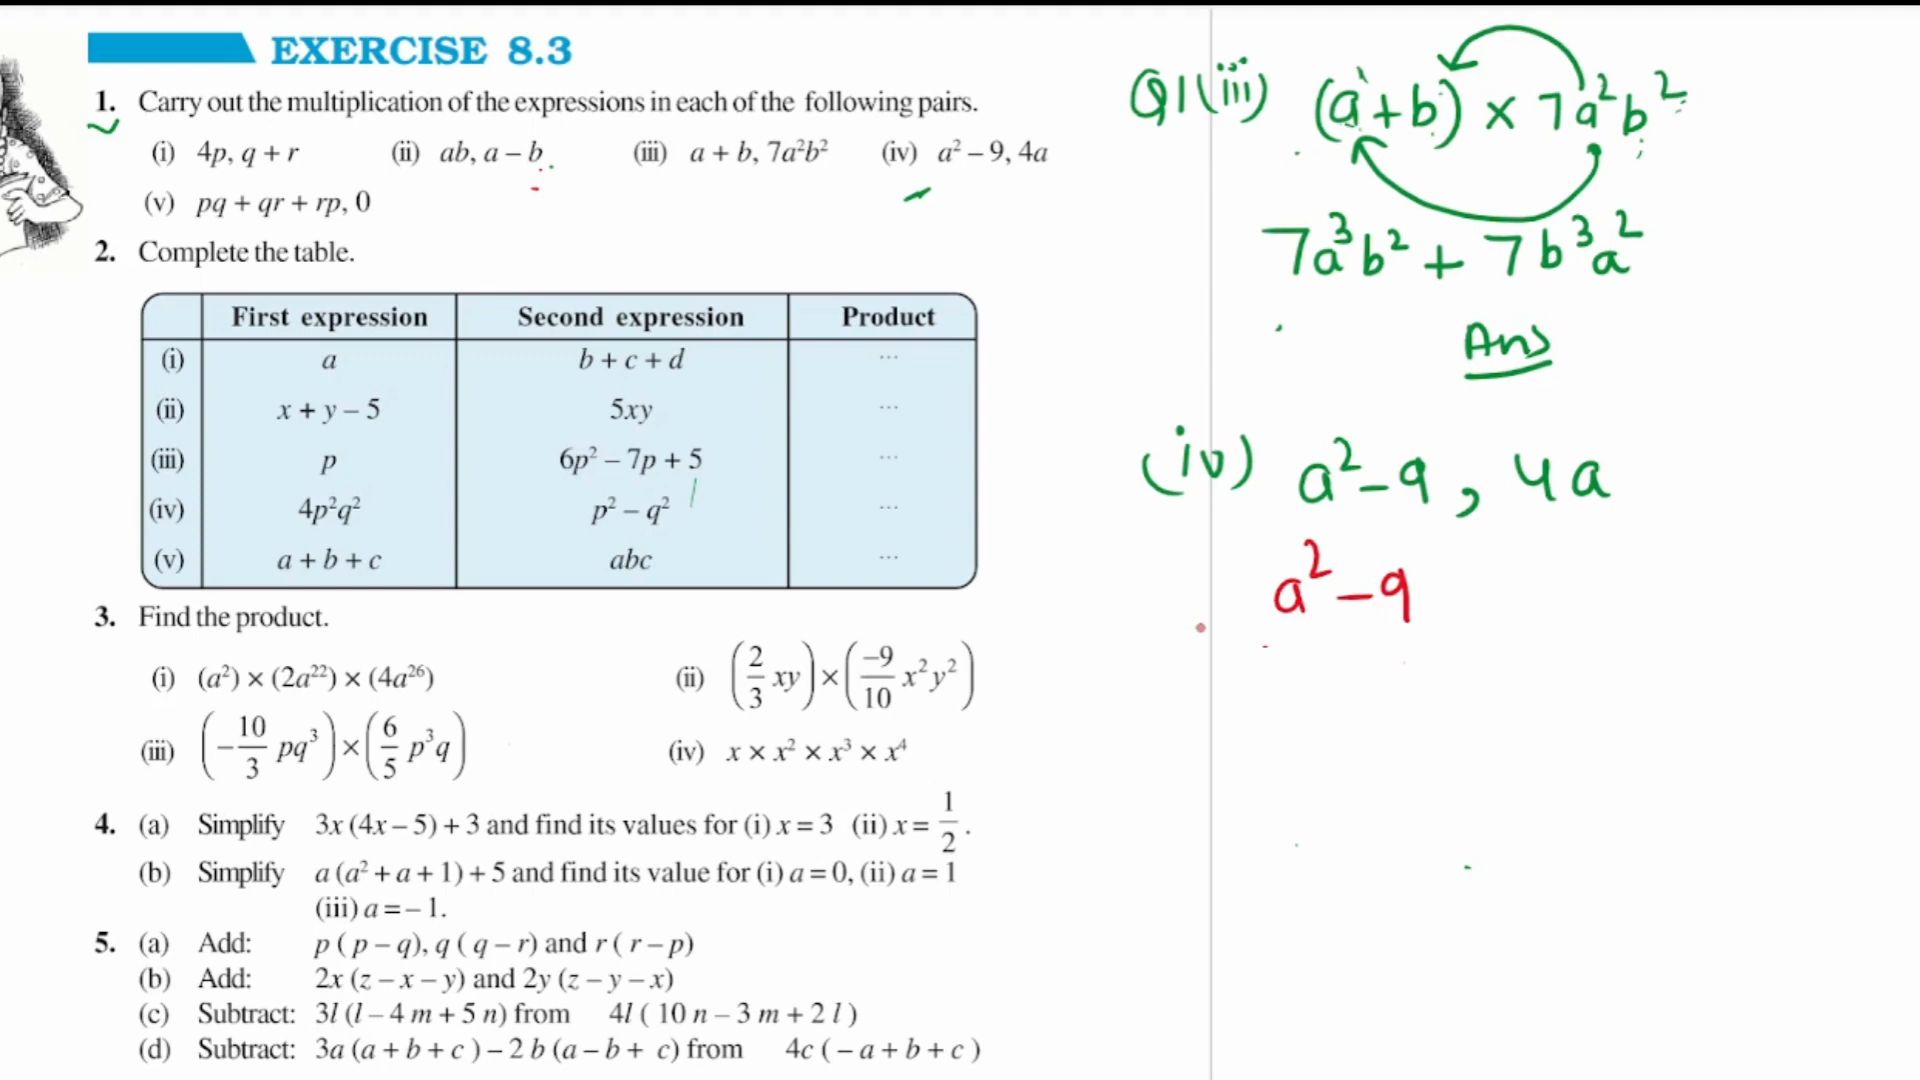 EXERCISE 8.3
1. Carry out the multiplication of the expressions in each of the following pairs.
(i) 4p, q + r (ii) ab, a – b (iii) a + b, 7a²b² (iv) a² – 9, 4a
(v) pq + qr + rp, 0
2. Complete the table.
First expression Second expression Product
(i) a b + c + d ...
(ii) x + y – 5 5xy ...
(iii) p 6p² – 7p + 5 ...
(iv) 4p²q² p² – q² ...
(v) a + b + c abc ...
3. Find the product.
(i) (a²) × (2a²²) × (4a²⁶) (ii) (2/3 xy) × (–9/10 x²y²)
(iii) (–10/3 pq³) × (6/5 p³q) (iv) x × x² × x³ × x⁴
4. (a) Simplify 3x (4x – 5) + 3 and find its values for (i) x = 3 (ii) x = 1/2.
(b) Simplify a (a² + a + 1) + 5 and find its value for (i) a = 0, (ii) a = 1
(iii) a = – 1.
5. (a) Add: p ( p – q), q ( q – r) and r ( r – p)
(b) Add: 2x (z – x – y) and 2y (z – y – x)
(c) Subtract: 3l (l – 4 m + 5 n) from 4l ( 10 n – 3 m + 2 l )
(d) Subtract: 3a (a + b + c ) – 2 b (a – b + c) from 4c ( – a + b + c )
Q1(iii) (a¹+b) × 7a²b²
7a³b² + 7b³a²
Ans
(iv) a²–9, 4a
a²–9